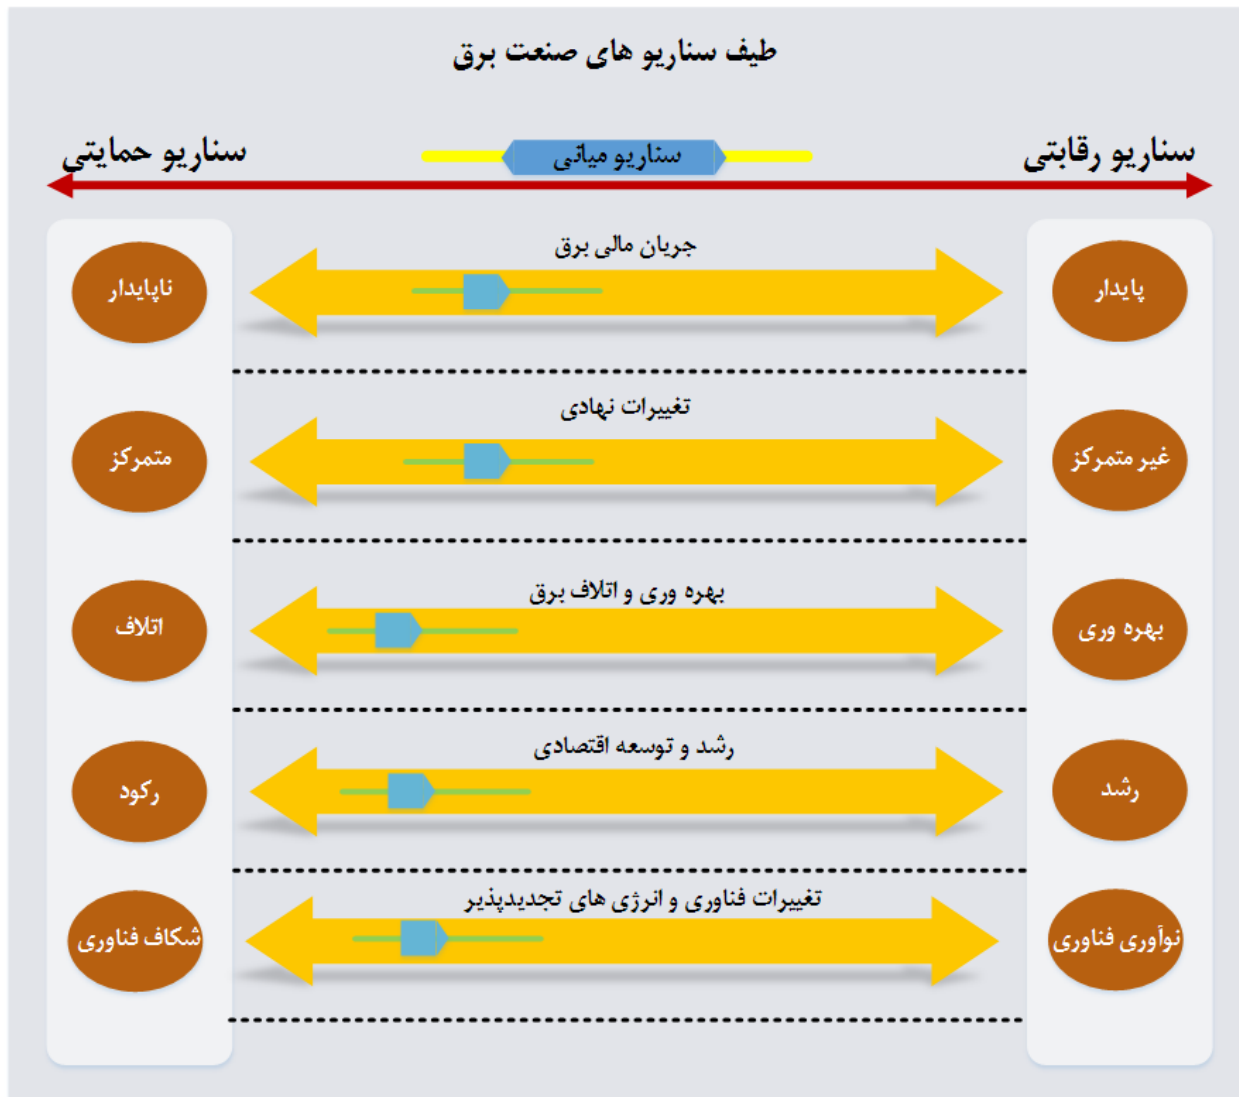 طیف سناریو های صنعت برق
سناریو رقابتی
سناریو میانی
سناریو حمایتی
جریان مالی برق
پایدار
ناپایدار
تغییرات نهادی
غیر متمرکز
متمرکز
بهره وری و اتلاف برق
بهره وری
اتلاف
رشد و توسعه اقتصادی
رشد
رکود
تغییرات فناوری و انرژی های تجدیدپذیر
نوآوری فناوری
شکاف فناوری